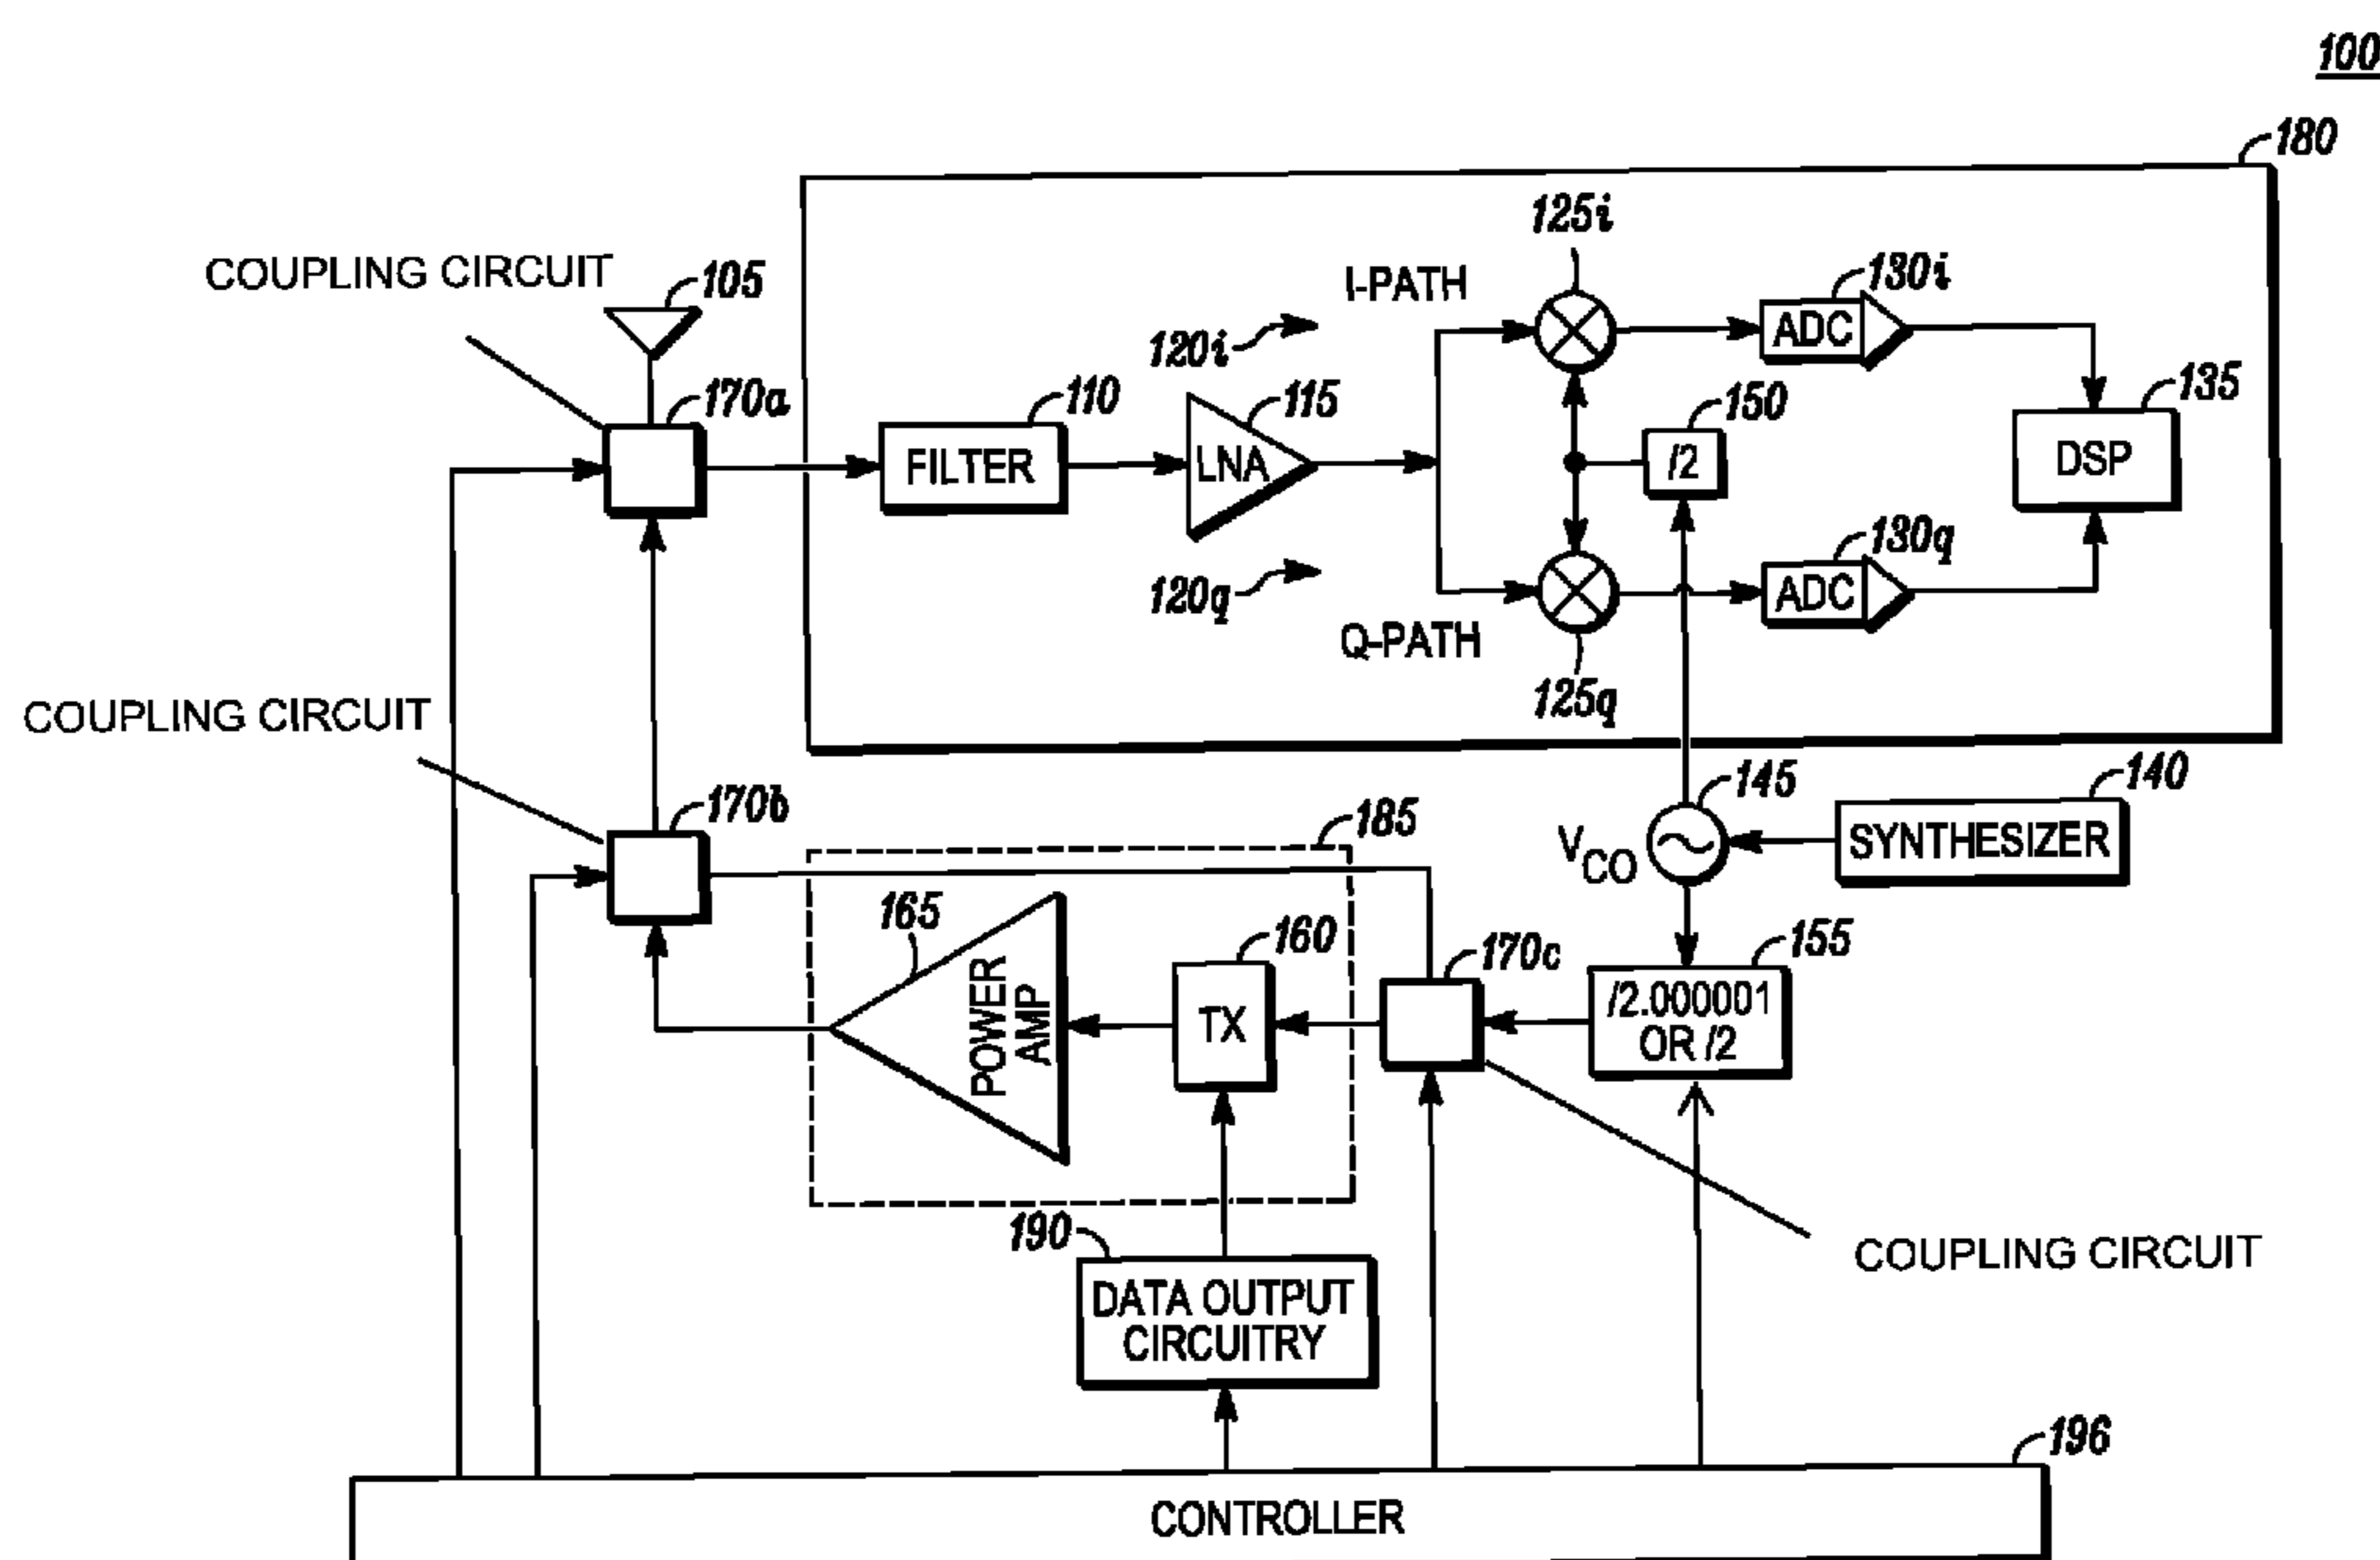 100
180
125i
COUPLING CIRCUIT
105
I-PATH
130i
ADC
120i
170a
110
115
150
135
FILTER
LNA
/2
DSP
130q
120q
ADC
Q-PATH
125q
COUPLING CIRCUIT
170b
185
145
140
V CO
SYNTHESIZER
165
160
170c
155
POWER
AMP
TX
/2.000001
OR /2
190
COUPLING CIRCUIT
DATA OUTPUT
CIRCUITRY
196
CONTROLLER